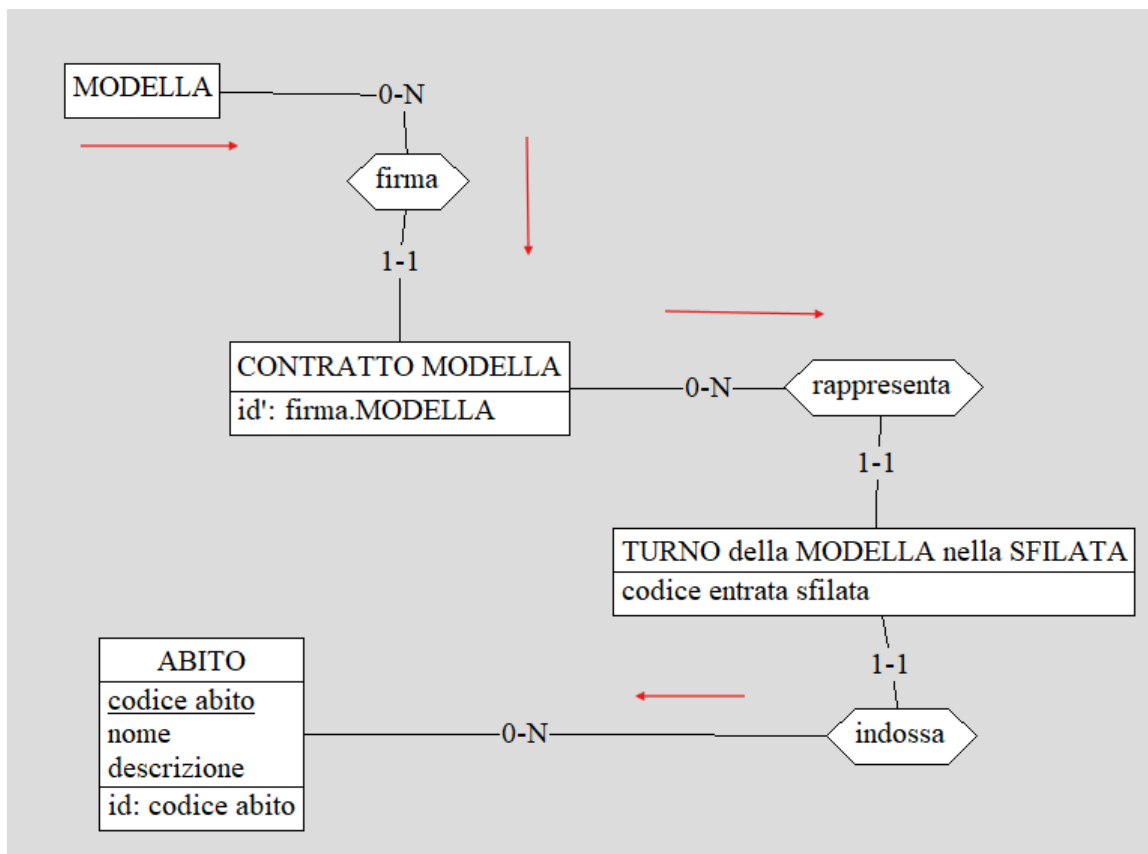 MODELLA
0-N
firma
1-1
CONTRATTO MODELLA
id': firma.MODELLA
0-N
rappresenta
1-1
TURNO della MODELLA nella SFILATA
codice entrata sfilata
1-1
indossa
0-N
ABITO
codice abito
nome
descrizione
id: codice abito